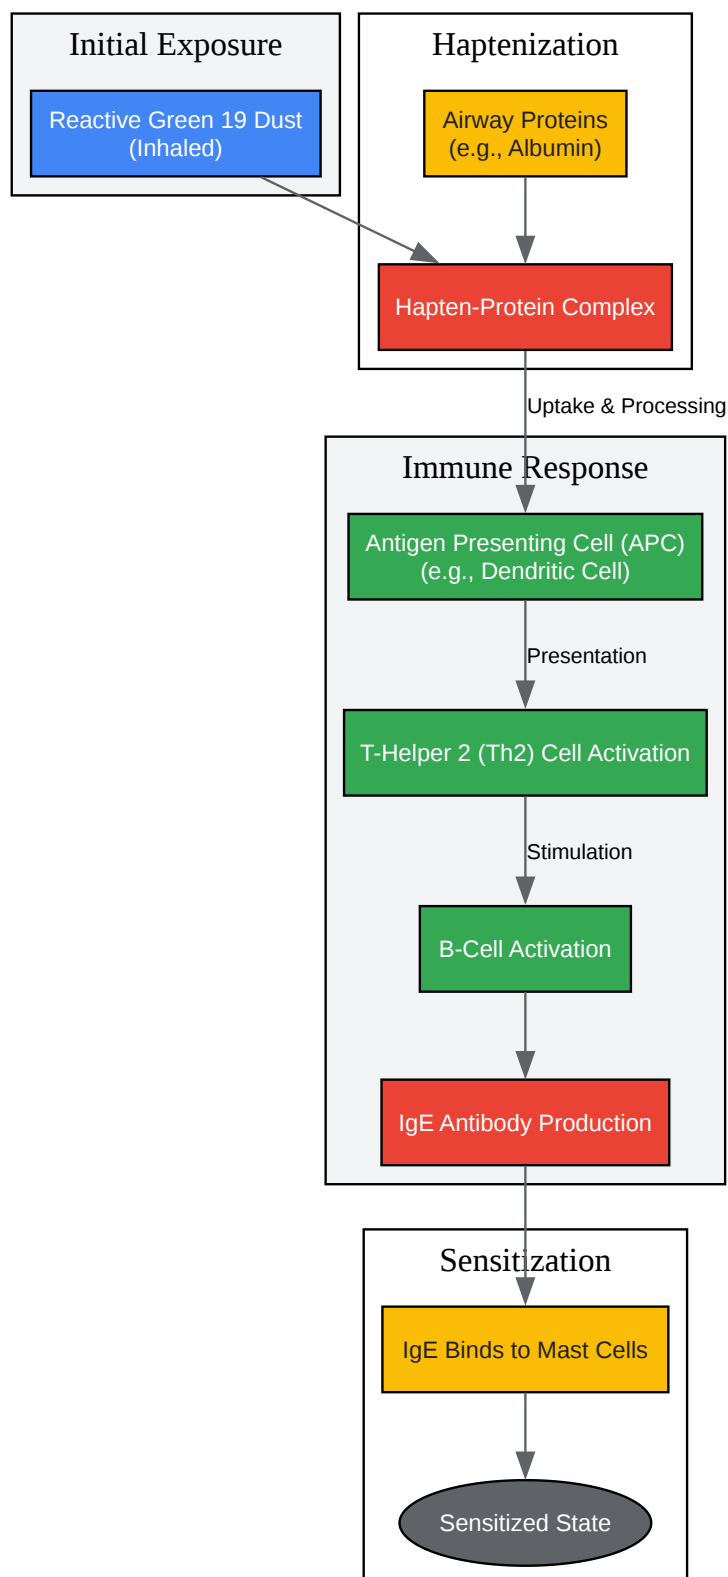 Initial Exposure
Reactive Green 19 Dust
(Inhaled)
Haptenization
Airway Proteins
(e.g., Albumin)
Hapten-Protein Complex
Uptake & Processing
Immune Response
Antigen Presenting Cell (APC)
(e.g., Dendritic Cell)
Presentation
T-Helper 2 (Th2) Cell Activation
Stimulation
B-Cell Activation
IgE Antibody Production
Sensitization
IgE Binds to Mast Cells
Sensitized State